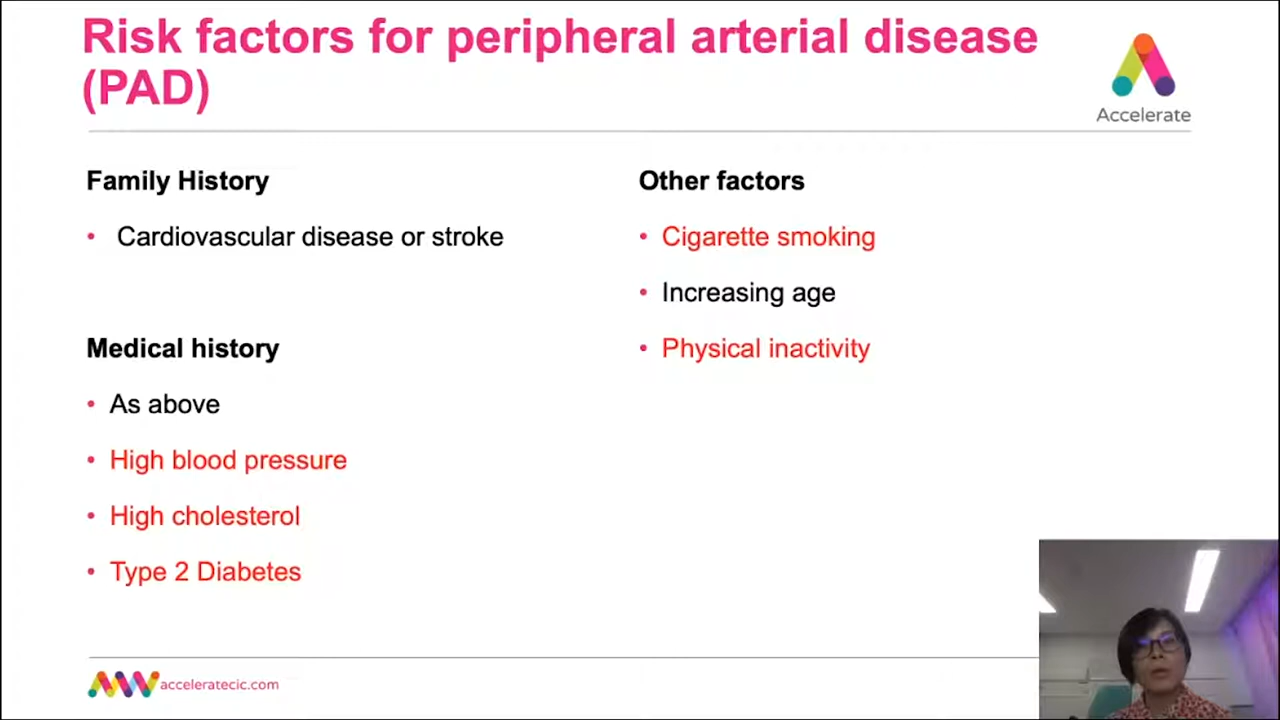 Risk factors for peripheral arterial disease
(PAD)
Accelerate
Family History
• Cardiovascular disease or stroke
Medical history
• As above
• High blood pressure
• High cholesterol
• Type 2 Diabetes
Other factors
• Cigarette smoking
• Increasing age
• Physical inactivity
acceleratecic.com